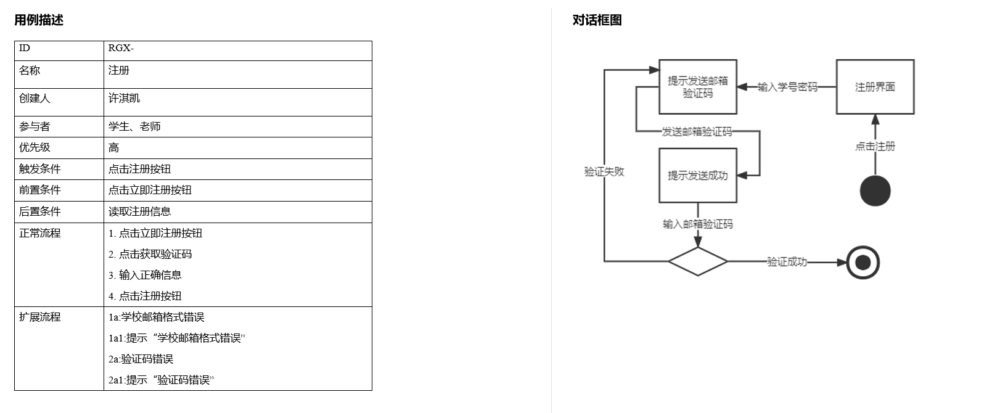 用例描述
ID RGX-
名称 注册
创建人 许淇凯
参与者 学生、老师
优先级 高
触发条件 点击注册按钮
前置条件 点击立即注册按钮
后置条件 读取注册信息
正常流程 1. 点击立即注册按钮
2. 点击获取验证码
3. 输入正确信息
4. 点击注册按钮
扩展流程 1a:学校邮箱格式错误
1a1:提示“学校邮箱格式错误”
2a:验证码错误
2a1:提示“验证码错误”
对话框图
提示发送邮箱
验证码
输入学号密码
注册界面
发送邮箱验证码
点击注册
验证失败
提示发送成功
输入邮箱验证码
验证成功